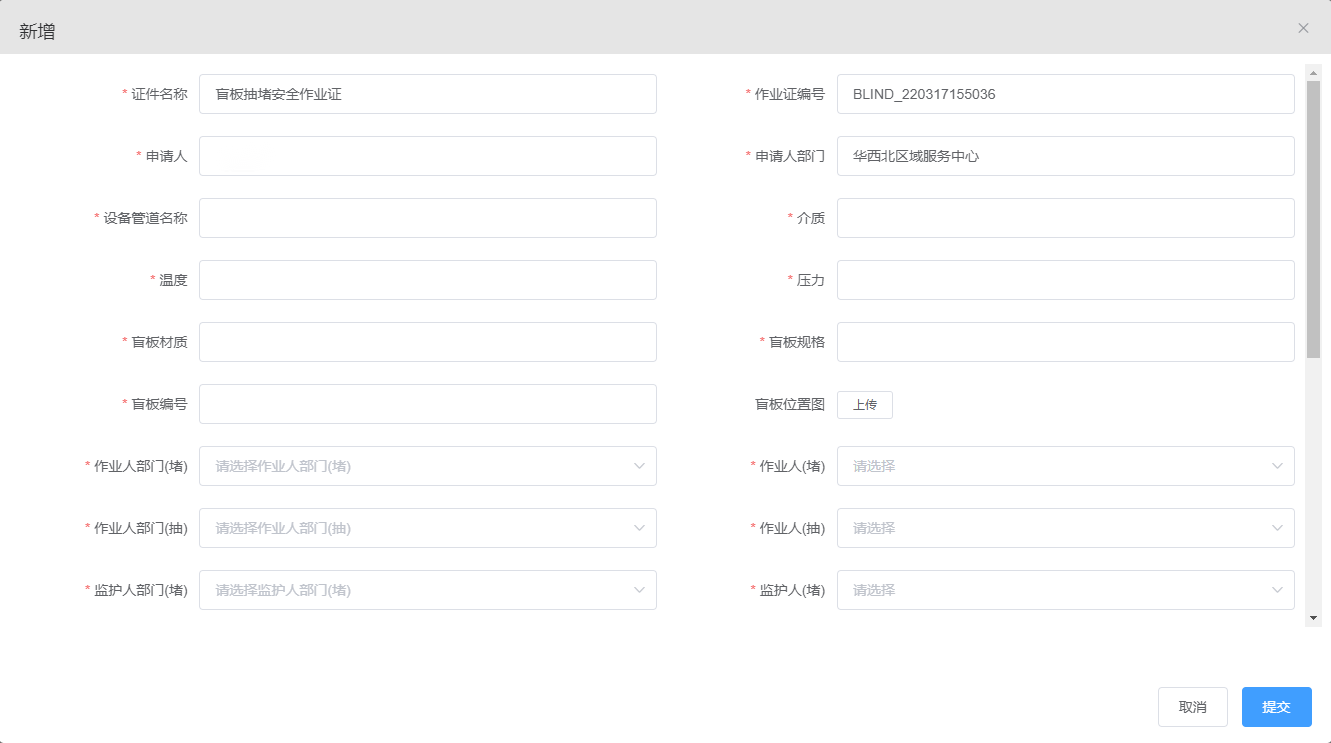 新增
* 证件名称 盲板抽堵安全作业证 * 作业证编号 BLIND_220317155036
* 申请人 * 申请人部门 华西北区域服务中心
* 设备管道名称 * 介质
* 温度 * 压力
* 盲板材质 * 盲板规格
* 盲板编号 盲板位置图 上传
* 作业人部门(堵) 请选择作业人部门(堵) * 作业人(堵) 请选择
* 作业人部门(抽) 请选择作业人部门(抽) * 作业人(抽) 请选择
* 监护人部门(堵) 请选择监护人部门(堵) * 监护人(堵) 请选择
取消 提交